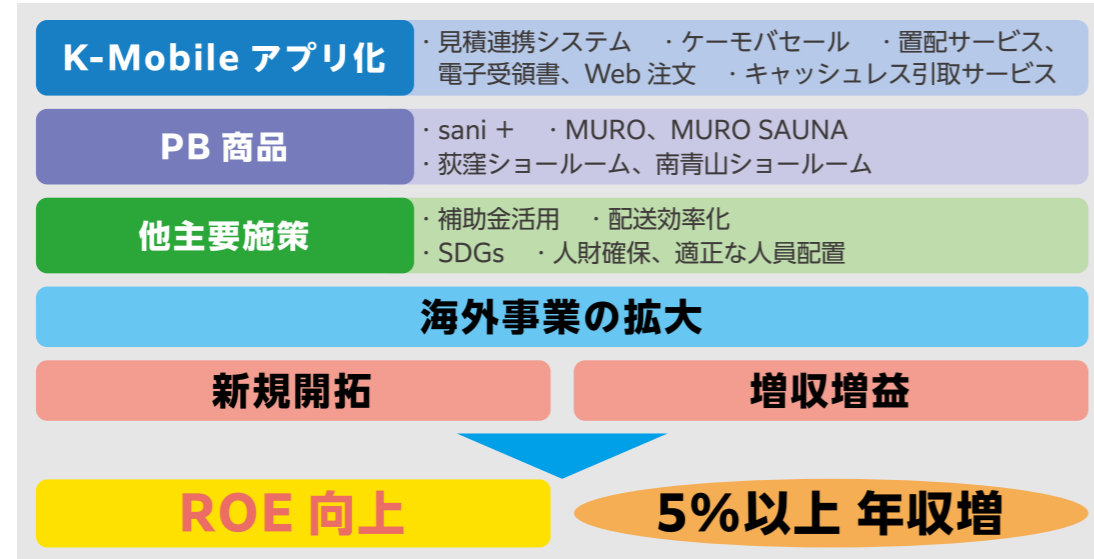 K-Mobile アプリ化
・見積連携システム　・ケーモバセール　・置配サービス、
電子受領書、Web 注文　・キャッシュレス引取サービス
PB 商品
・sani +　・MURO、MURO SAUNA
・荻窪ショールーム、南青山ショールーム
他主要施策
・補助金活用　・配送効率化
・SDGs　・人財確保、適正な人員配置
海外事業の拡大
新規開拓
増収増益
ROE 向上
5%以上 年収増